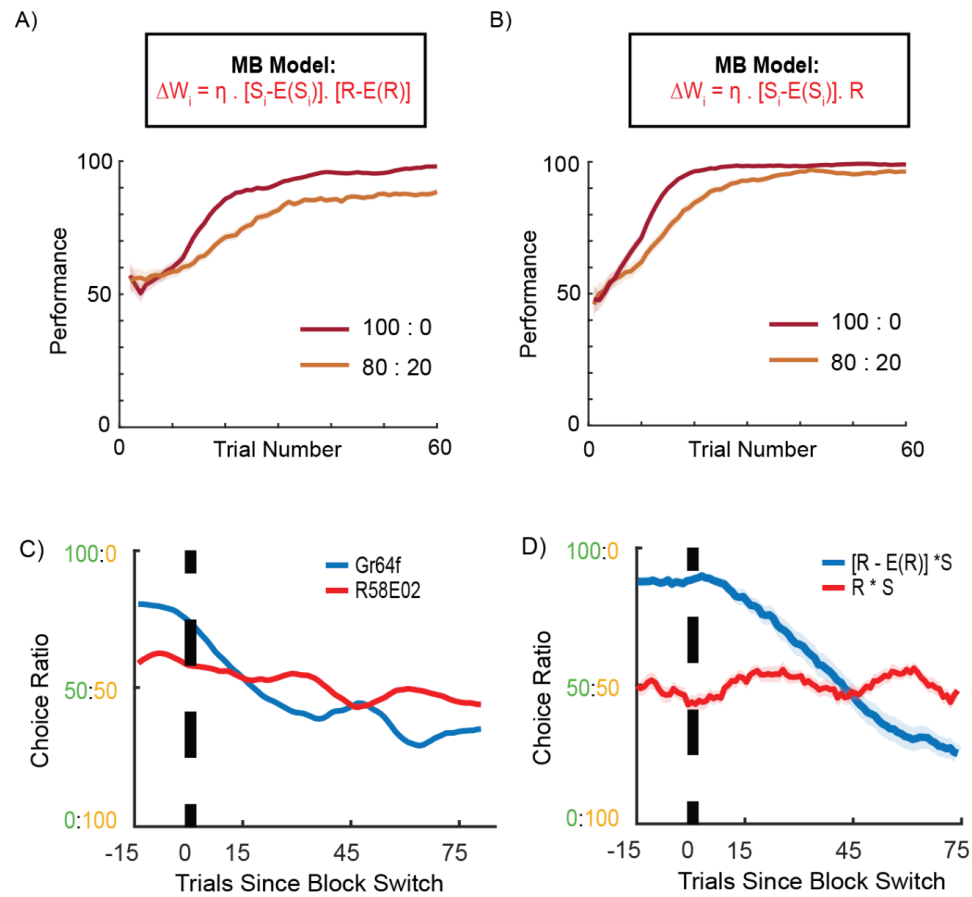 A)
MB Model:
ΔWᵢ = η . [Sᵢ-E(Sᵢ)]. [R-E(R)]
Performance
100
50
0
100 : 0
80 : 20
0
Trial Number
60
B)
MB Model:
ΔWᵢ = η . [Sᵢ-E(Sᵢ)]. R
Performance
100
50
0
100 : 0
80 : 20
0
Trial Number
60
C)
Choice Ratio
100:0
50:50
0:100
Gr64f
R58E02
-15 0 15 45 75
Trials Since Block Switch
D)
Choice Ratio
100:0
50:50
0:100
[R - E(R)] *S
R * S
-15 0 15 45 75
Trials Since Block Switch